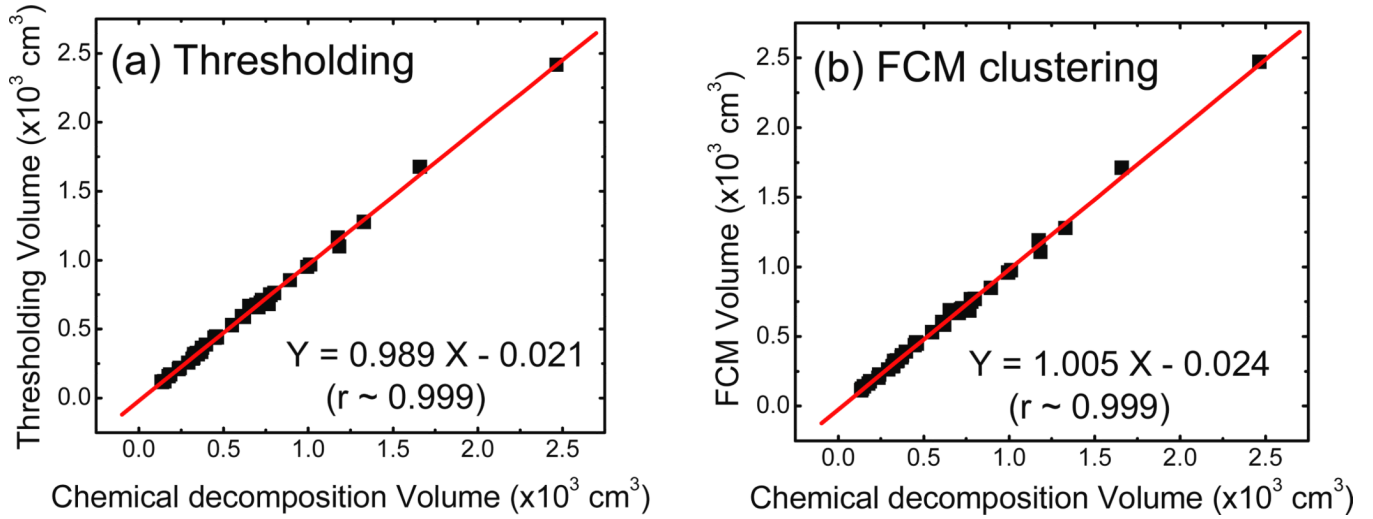 (a) Thresholding
Thresholding Volume (x10³ cm³)
2.5
2.0
1.5
1.0
0.5
0.0
Y = 0.989 X - 0.021
(r ~ 0.999)
0.0 0.5 1.0 1.5 2.0 2.5
Chemical decomposition Volume (x10³ cm³)
(b) FCM clustering
FCM Volume (x10³ cm³)
2.5
2.0
1.5
1.0
0.5
0.0
Y = 1.005 X - 0.024
(r ~ 0.999)
0.0 0.5 1.0 1.5 2.0 2.5
Chemical decomposition Volume (x10³ cm³)